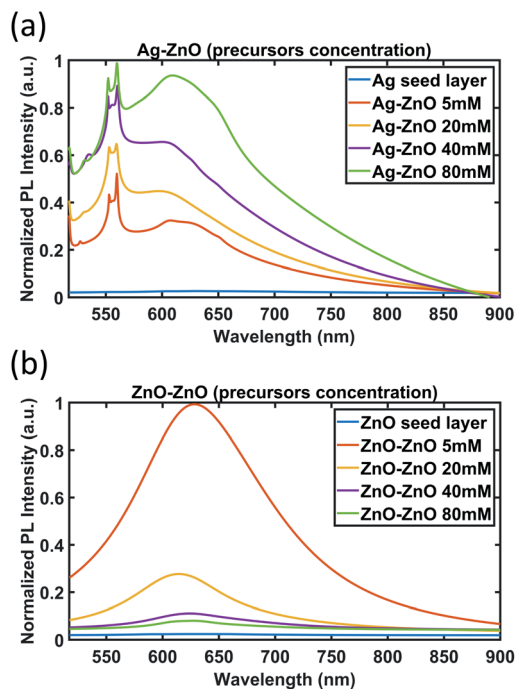 (a)
Ag-ZnO (precursors concentration)
Normalized PL Intensity (a.u.)
1
0.8
0.6
0.4
0.2
0
Ag seed layer
Ag-ZnO 5mM
Ag-ZnO 20mM
Ag-ZnO 40mM
Ag-ZnO 80mM
550 600 650 700 750 800 850 900
Wavelength (nm)
(b)
ZnO-ZnO (precursors concentration)
Normalized PL Intensity (a.u.)
1
0.8
0.6
0.4
0.2
0
ZnO seed layer
ZnO-ZnO 5mM
ZnO-ZnO 20mM
ZnO-ZnO 40mM
ZnO-ZnO 80mM
550 600 650 700 750 800 850 900
Wavelength (nm)